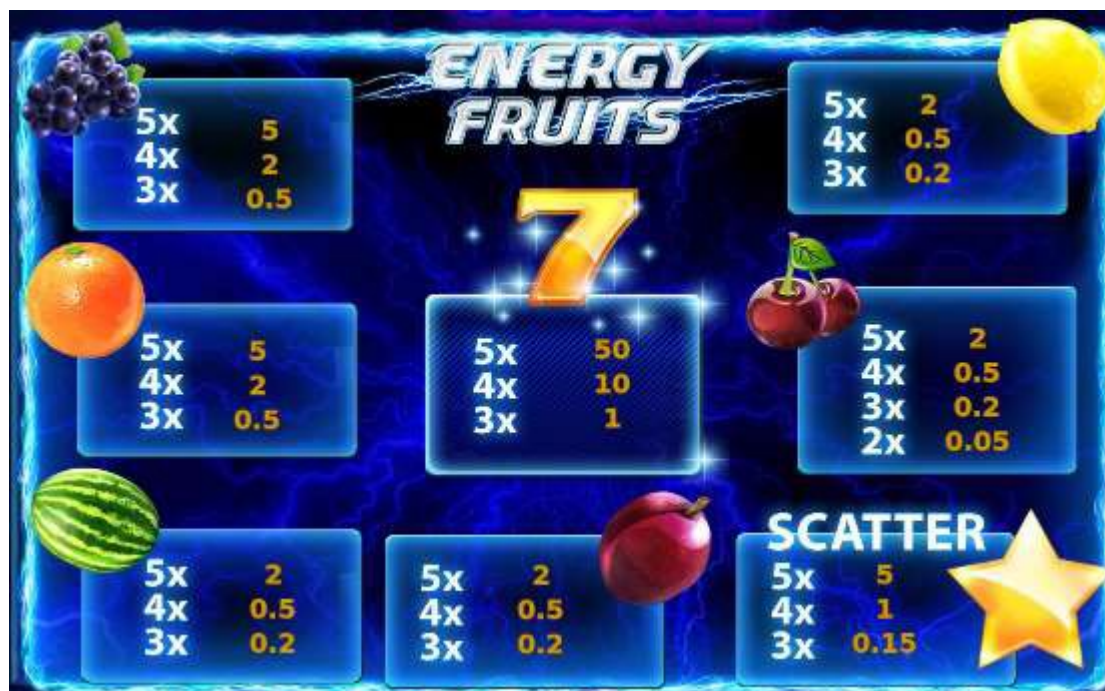 ENERGY
FRUITS
5x 5
4x 2
3x 0.5
5x 2
4x 0.5
3x 0.2
7
5x 5
4x 2
3x 0.5
5x 50
4x 10
3x 1
5x 2
4x 0.5
3x 0.2
2x 0.05
5x 2
4x 0.5
3x 0.2
5x 2
4x 0.5
3x 0.2
SCATTER
5x 5
4x 1
3x 0.15